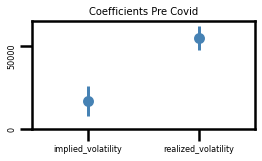 Coefficients Pre Covid
50000
0
implied_volatility
realized_volatility